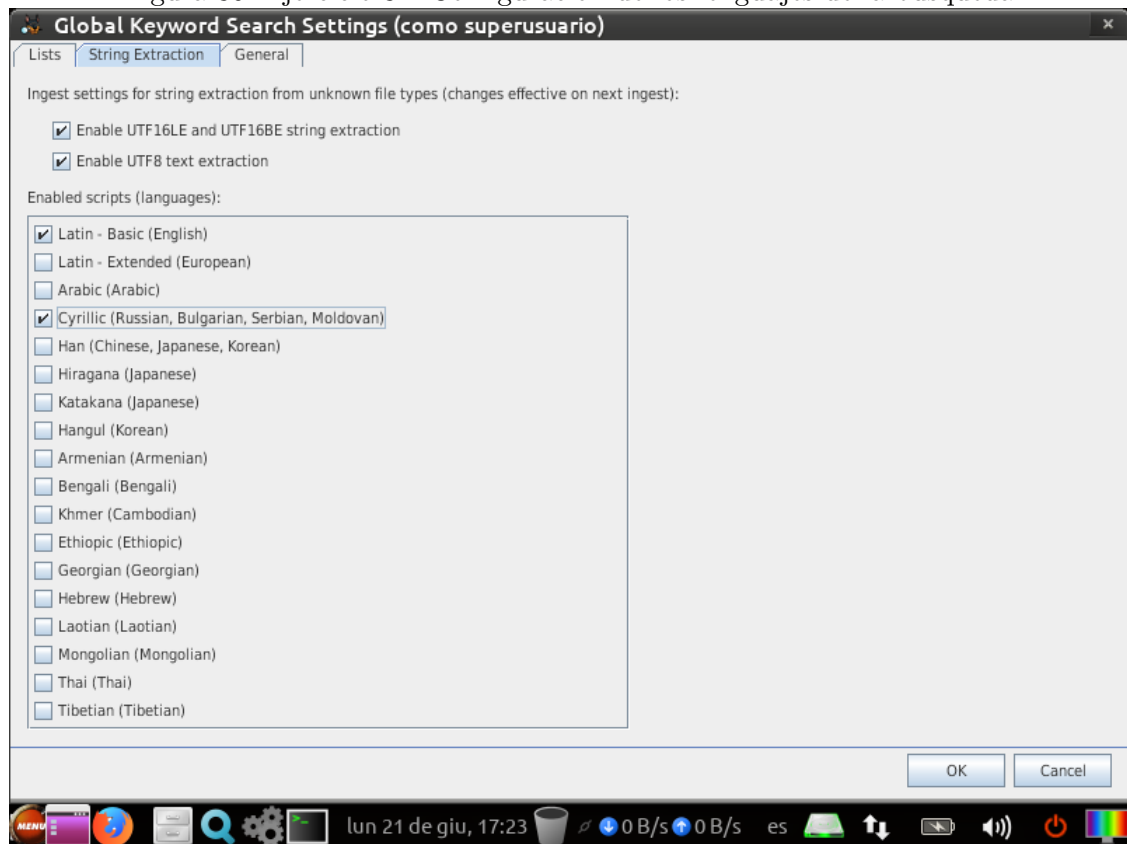 Global Keyword Search Settings (como superusuario)
Lists String Extraction General
Ingest settings for string extraction from unknown file types (changes effective on next ingest):
Enable UTF16LE and UTF16BE string extraction
Enable UTF8 text extraction
Enabled scripts (languages):
Latin - Basic (English)
Latin - Extended (European)
Arabic (Arabic)
Cyrillic (Russian, Bulgarian, Serbian, Moldovan)
Han (Chinese, Japanese, Korean)
Hiragana (Japanese)
Katakana (Japanese)
Hangul (Korean)
Armenian (Armenian)
Bengali (Bengali)
Khmer (Cambodian)
Ethiopic (Ethiopic)
Georgian (Georgian)
Hebrew (Hebrew)
Laotian (Laotian)
Mongolian (Mongolian)
Thai (Thai)
Tibetian (Tibetian)
OK Cancel
MENU lun 21 de giu, 17:23 0 B/s 0 B/s es